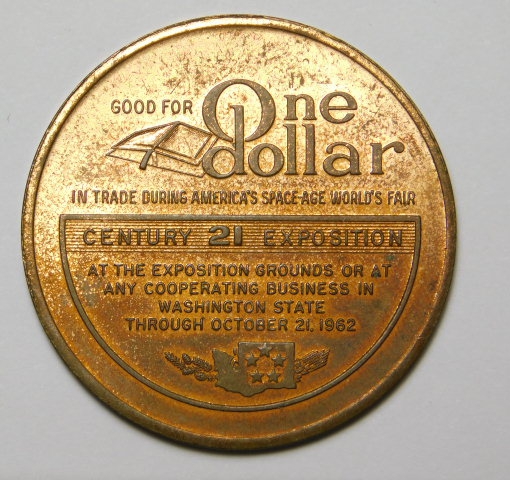 GOOD FOR One
dollar
IN TRADE DURING AMERICA'S SPACE-AGE WORLD'S FAIR
CENTURY 21 EXPOSITION
AT THE EXPOSITION GROUNDS OR AT
ANY COOPERATING BUSINESS IN
WASHINGTON STATE
THROUGH OCTOBER 21, 1962